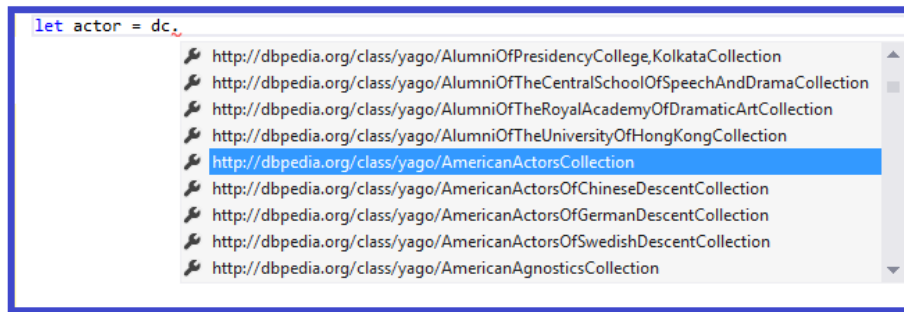 let actor = dc.
http://dbpedia.org/class/yago/AlumniOfPresidencyCollege,KolkataCollection
http://dbpedia.org/class/yago/AlumniOfTheCentralSchoolOfSpeechAndDramaCollection
http://dbpedia.org/class/yago/AlumniOfTheRoyalAcademyOfDramaticArtCollection
http://dbpedia.org/class/yago/AlumniOfTheUniversityOfHongKongCollection
http://dbpedia.org/class/yago/AmericanActorsCollection
http://dbpedia.org/class/yago/AmericanActorsOfChineseDescentCollection
http://dbpedia.org/class/yago/AmericanActorsOfGermanDescentCollection
http://dbpedia.org/class/yago/AmericanActorsOfSwedishDescentCollection
http://dbpedia.org/class/yago/AmericanAgnosticsCollection